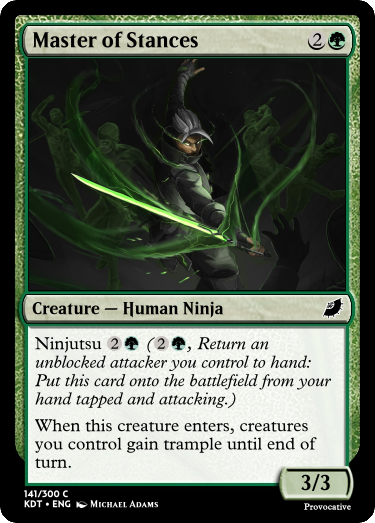 Master of Stances 2
Creature — Human Ninja
Ninjutsu 2 (2, Return an
unblocked attacker you control to hand:
Put this card onto the battlefield from your
hand tapped and attacking.)
When this creature enters, creatures
you control gain trample until end of
turn.
3/3
141/300 C
KDT • ENG Michael Adams
Provocative